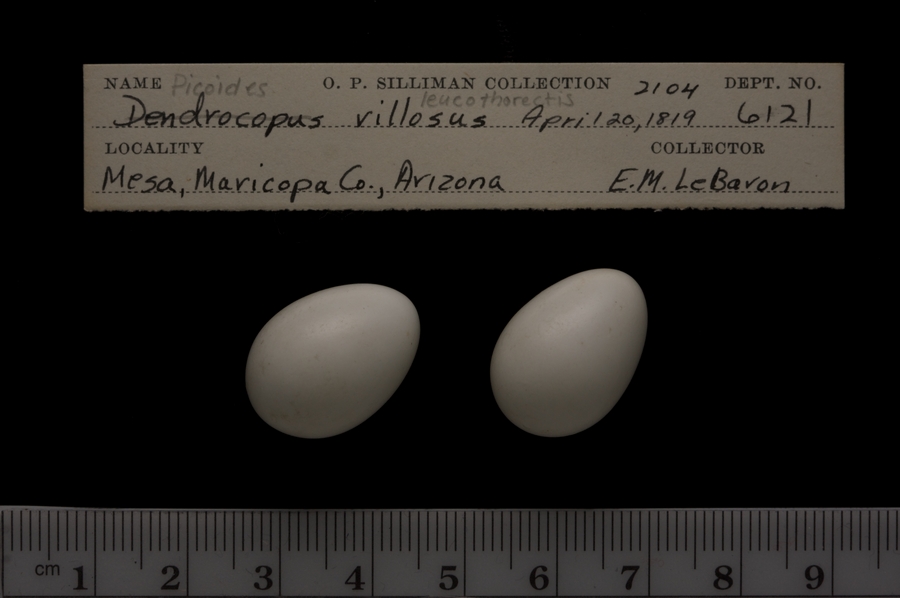 NAME Picoides O. P. SILLIMAN COLLECTION 2104 DEPT. NO.
leucothorectis
Dendrocopus villosus April 20, 1819 6121
LOCALITY COLLECTOR
Mesa, Maricopa Co., Arizona E.M. LeBaron
cm 1 2 3 4 5 6 7 8 9